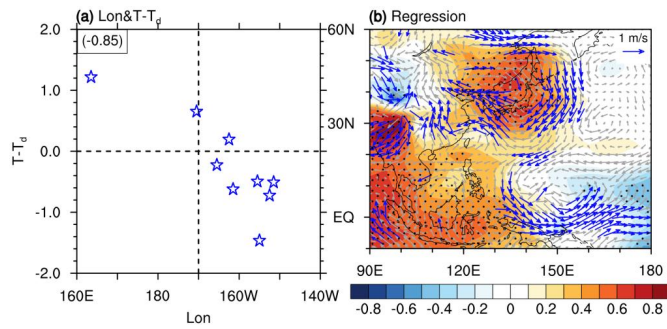 (a) Lon&T-Td
(-0.85)
2.0
1.0
0.0
-1.0
-2.0
T-Td
160E 180 160W 140W
Lon
(b) Regression
1 m/s
60N
30N
EQ
90E 120E 150E 180
-0.8 -0.6 -0.4 -0.2 0 0.2 0.4 0.6 0.8